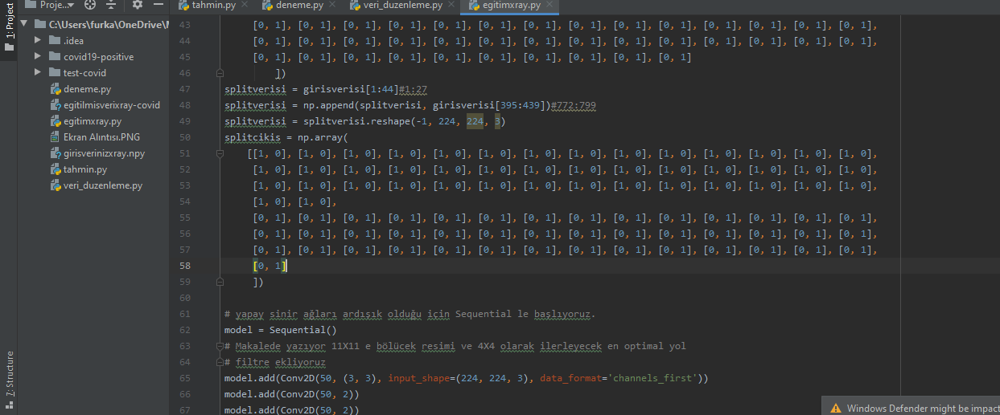 1: Project
Proje...
tahmin.py
deneme.py
veri_duzenleme.py
egitimxray.py
C:\Users\furka\OneDrive\M
.idea
covid19-positive
test-covid
deneme.py
egitilmisverixray-covid
egitimxray.py
Ekran Alıntısı.PNG
girisverinizxray.npy
tahmin.py
veri_duzenleme.py
7: Structure
43 [0, 1], [0, 1], [0, 1], [0, 1], [0, 1], [0, 1], [0, 1], [0, 1], [0, 1], [0, 1], [0, 1], [0, 1], [0, 1], [0, 1],
44 [0, 1], [0, 1], [0, 1], [0, 1], [0, 1], [0, 1], [0, 1], [0, 1], [0, 1], [0, 1], [0, 1], [0, 1], [0, 1], [0, 1],
45 [0, 1], [0, 1], [0, 1], [0, 1], [0, 1], [0, 1], [0, 1], [0, 1], [0, 1], [0, 1]
46 ])
47 splitverisi = girisverisi[1:44]#1:27
48 splitverisi = np.append(splitverisi, girisverisi[395:439])#772:799
49 splitverisi = splitverisi.reshape(-1, 224, 224, 3)
50 splitcikis = np.array(
51 [[1, 0], [1, 0], [1, 0], [1, 0], [1, 0], [1, 0], [1, 0], [1, 0], [1, 0], [1, 0], [1, 0], [1, 0], [1, 0], [1, 0],
52 [1, 0], [1, 0], [1, 0], [1, 0], [1, 0], [1, 0], [1, 0], [1, 0], [1, 0], [1, 0], [1, 0], [1, 0], [1, 0], [1, 0],
53 [1, 0], [1, 0], [1, 0], [1, 0], [1, 0], [1, 0], [1, 0], [1, 0], [1, 0], [1, 0], [1, 0], [1, 0], [1, 0], [1, 0],
54 [1, 0], [1, 0],
55 [0, 1], [0, 1], [0, 1], [0, 1], [0, 1], [0, 1], [0, 1], [0, 1], [0, 1], [0, 1], [0, 1], [0, 1], [0, 1], [0, 1],
56 [0, 1], [0, 1], [0, 1], [0, 1], [0, 1], [0, 1], [0, 1], [0, 1], [0, 1], [0, 1], [0, 1], [0, 1], [0, 1], [0, 1],
57 [0, 1], [0, 1], [0, 1], [0, 1], [0, 1], [0, 1], [0, 1], [0, 1], [0, 1], [0, 1], [0, 1], [0, 1], [0, 1], [0, 1],
58 [0, 1]
59 ])
60
61 # yapay sinir ağları ardışık olduğu için Sequential le başlıyoruz.
62 model = Sequential()
63 # Makalede yazıyor 11X11 e bölücek resimi ve 4X4 olarak ilerleyecek en optimal yol
64 # filtre ekliyoruz
65 model.add(Conv2D(50, (3, 3), input_shape=(224, 224, 3), data_format='channels_first'))
66 model.add(Conv2D(50, 2))
67 model.add(Conv2D(50, 2))
Windows Defender might be impact